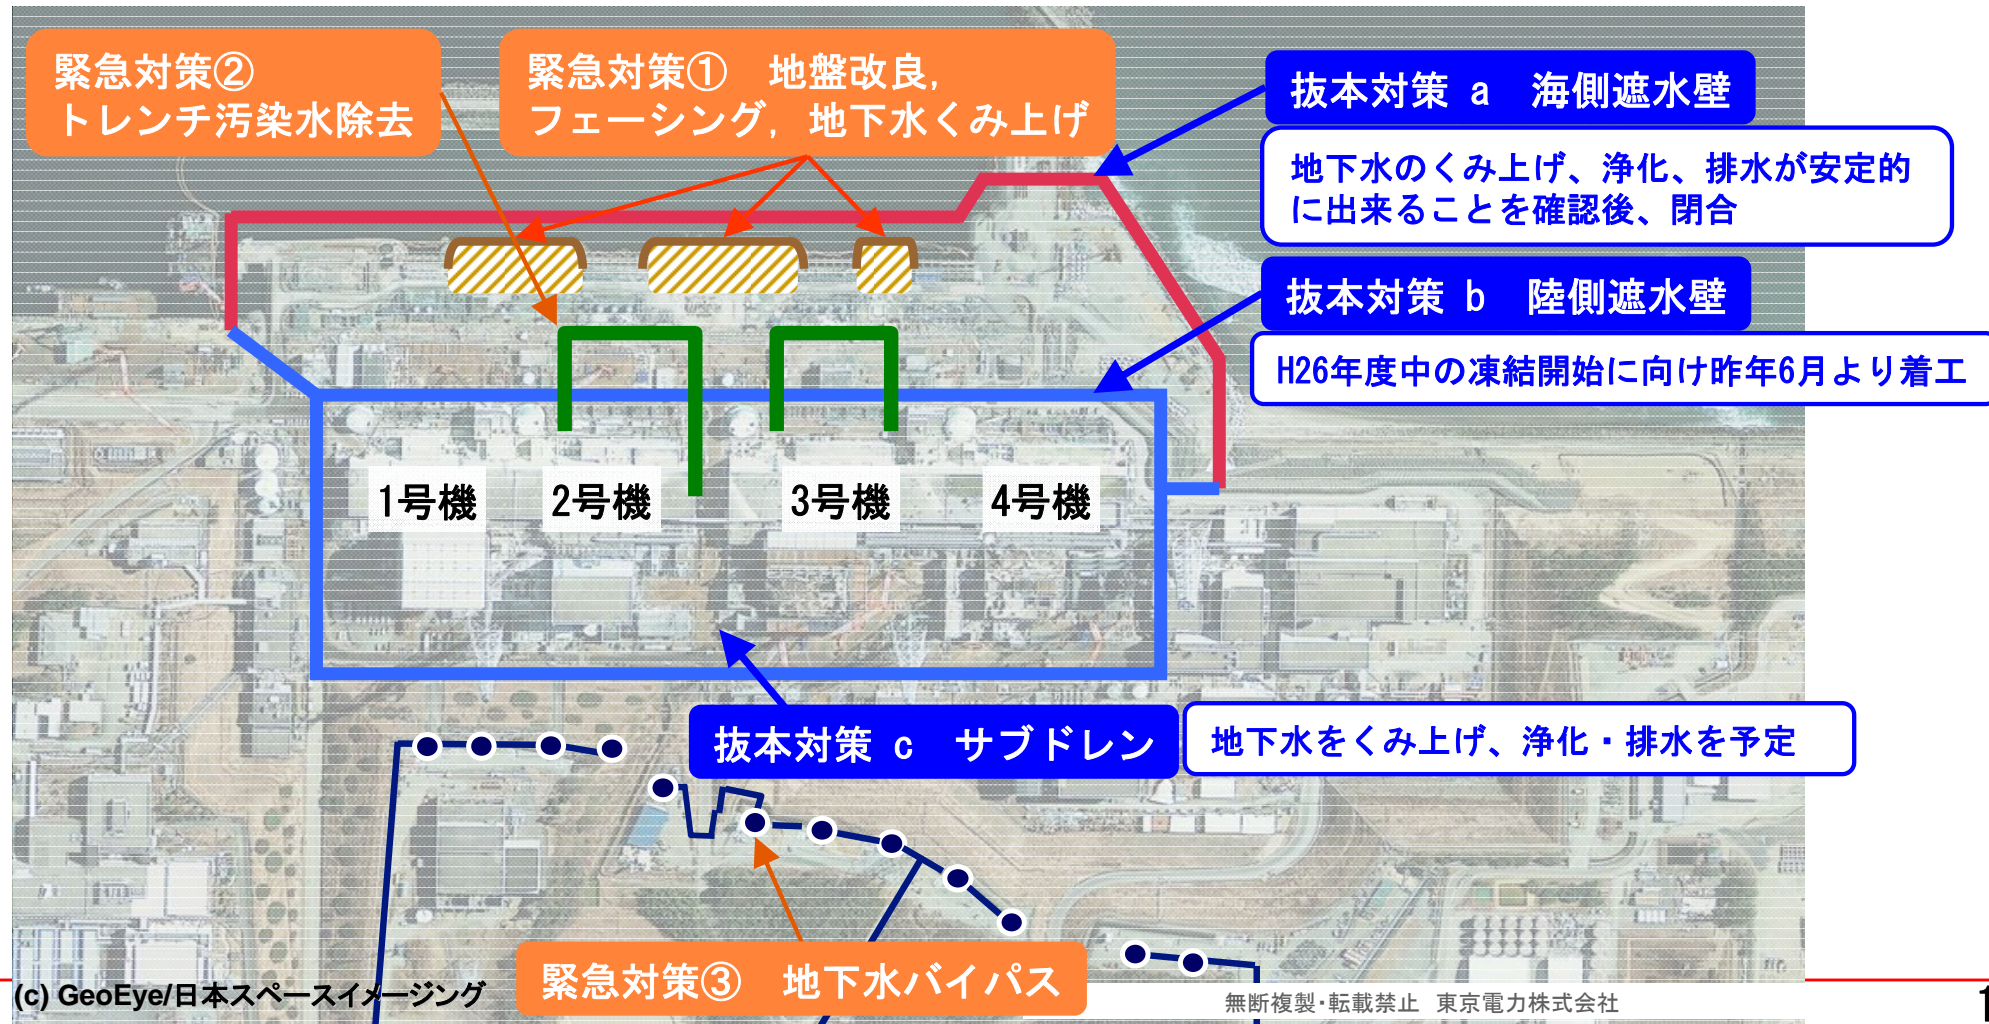 緊急対策②
トレンチ汚染水除去
緊急対策①　地盤改良,
フェーシング, 地下水くみ上げ
抜本対策 a　海側遮水壁
地下水のくみ上げ、浄化、排水が安定的
に出来ることを確認後、閉合
抜本対策 b　陸側遮水壁
H26年度中の凍結開始に向け昨年6月より着工
1号機
2号機
3号機
4号機
抜本対策 c　サブドレン
地下水をくみ上げ、浄化・排水を予定
緊急対策③　地下水バイパス
(c) GeoEye/日本スペースイメージング
無断複製・転載禁止　東京電力株式会社
1